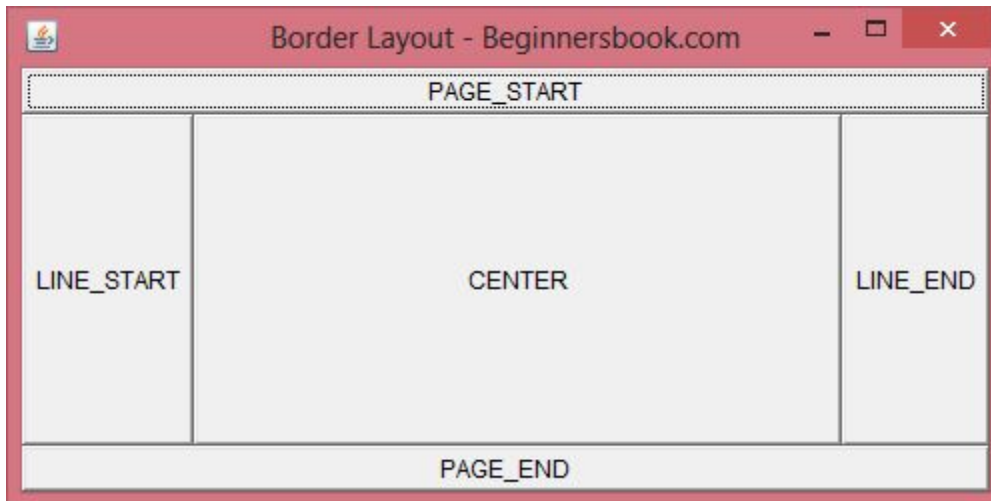 Border Layout - Beginnersbook.com
PAGE_START
LINE_START
CENTER
LINE_END
PAGE_END